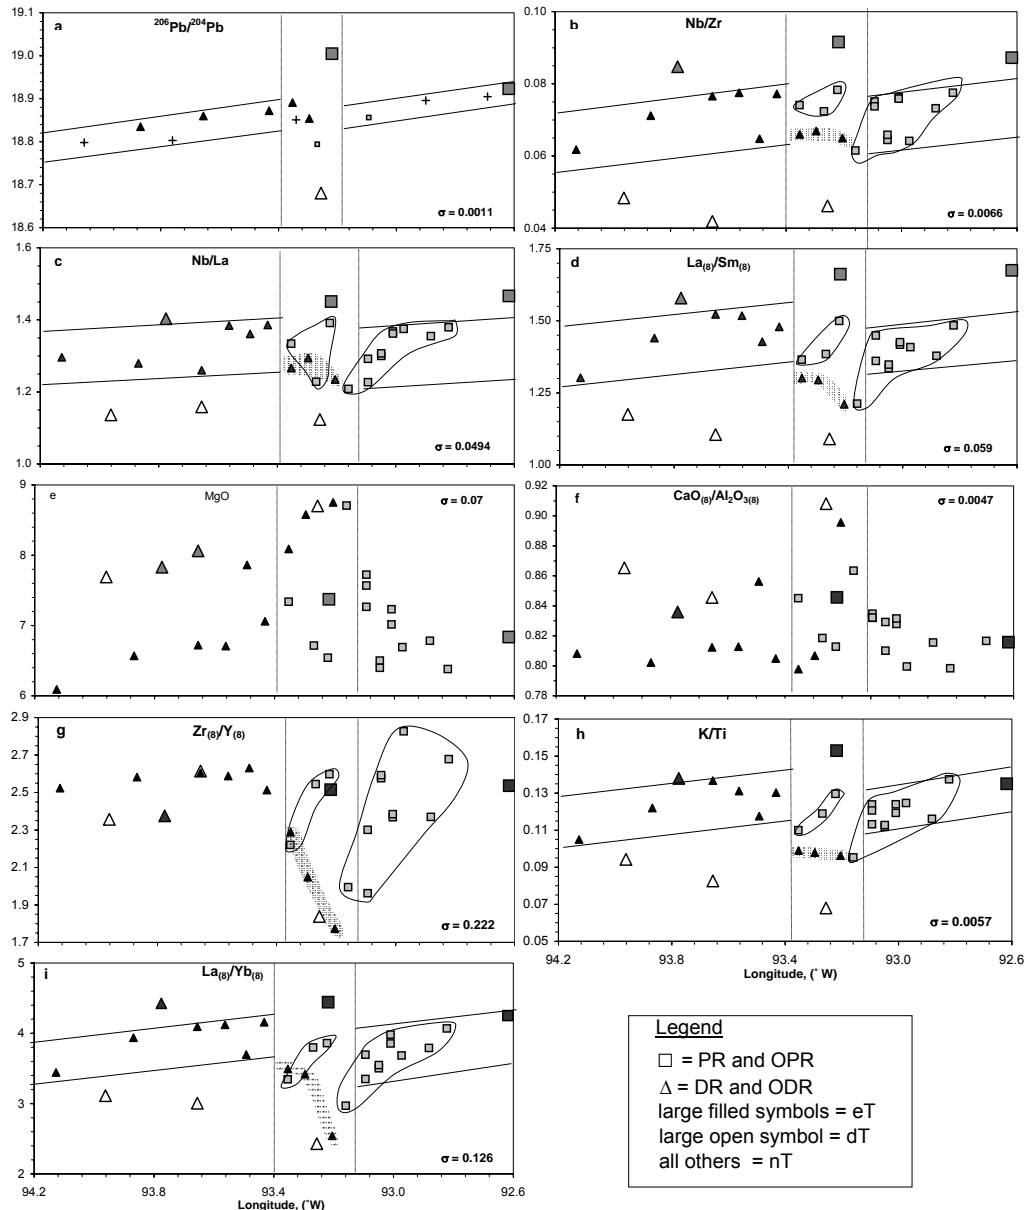 19.1
19.0
18.9
18.8
18.7
18.6
a
206Pb/204Pb
σ = 0.0011
0.10
0.08
0.06
0.04
b
Nb/Zr
σ = 0.0066
1.6
1.4
1.2
1.0
c
Nb/La
σ = 0.0494
1.75
1.50
1.25
1.00
d
La(8)/Sm(8)
σ = 0.059
9
8
7
6
e
MgO
σ = 0.07
0.92
0.90
0.88
0.86
0.84
0.82
0.80
0.78
f
CaO(8)/Al2O3(8)
σ = 0.0047
2.9
2.7
2.5
2.3
2.1
1.9
1.7
g
Zr(8)/Y(8)
σ = 0.222
0.17
0.15
0.13
0.11
0.09
0.07
0.05
h
K/Ti
σ = 0.0057
94.2
93.8
93.4
93.0
92.6
Longitude, (˚ W)
5
4
3
2
i
La(8)/Yb(8)
σ = 0.126
94.2
93.8
93.4
93.0
92.6
Longitude, (˚W)
Legend
□ = PR and OPR
Δ = DR and ODR
large filled symbols = eT
large open symbol = dT
all others = nT